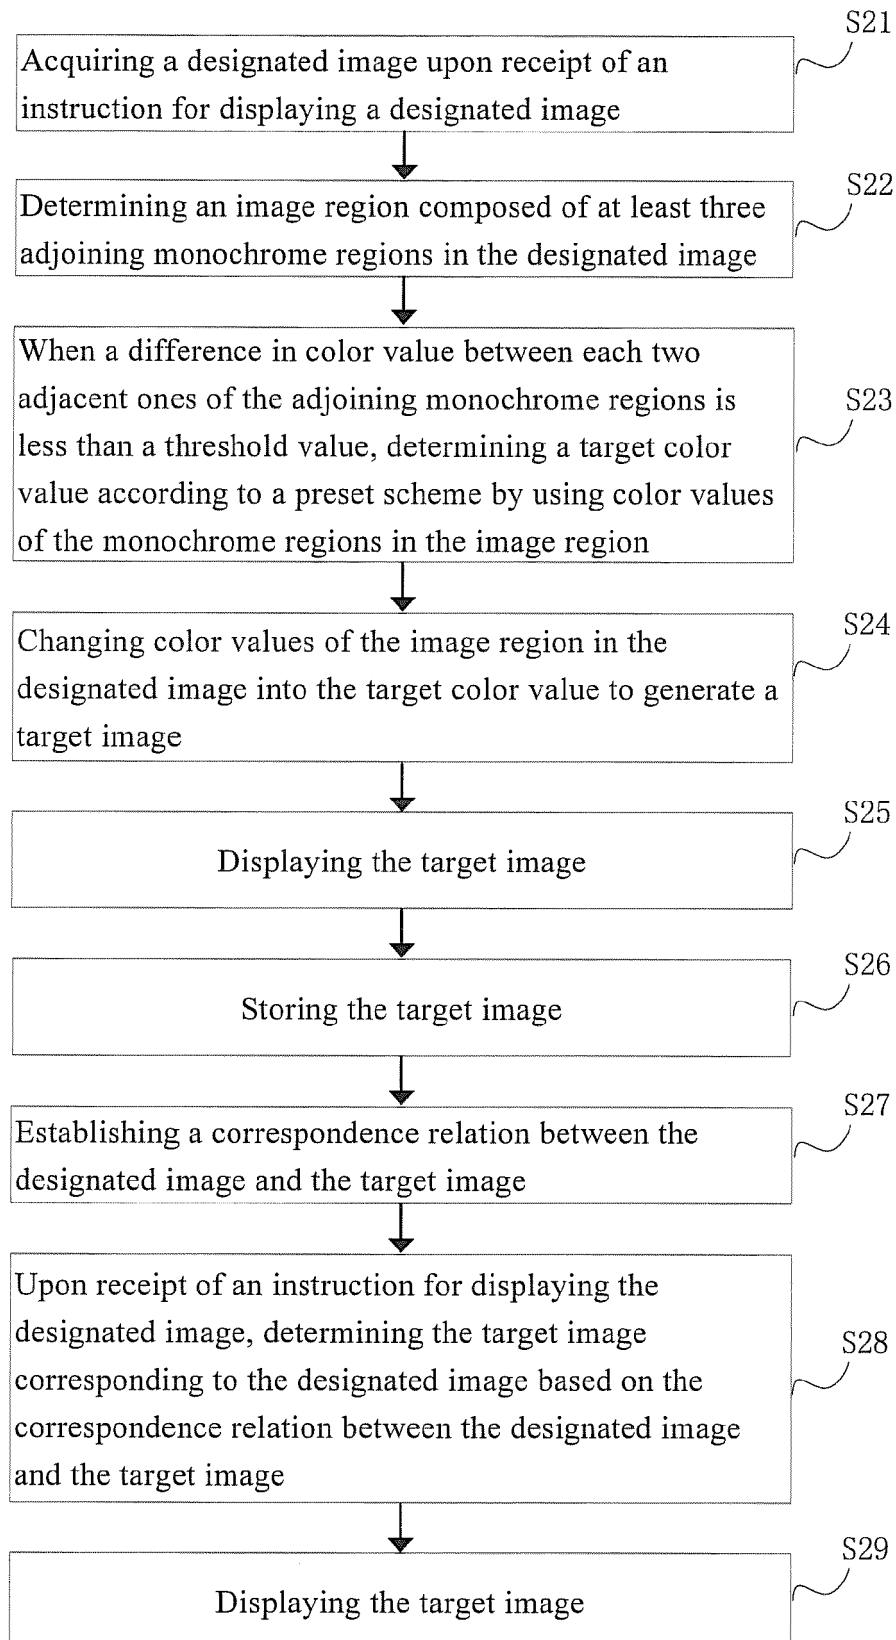 S21
Acquiring a designated image upon receipt of an
instruction for displaying a designated image
S22
Determining an image region composed of at least three
adjoining monochrome regions in the designated image
S23
When a difference in color value between each two
adjacent ones of the adjoining monochrome regions is
less than a threshold value, determining a target color
value according to a preset scheme by using color values
of the monochrome regions in the image region
S24
Changing color values of the image region in the
designated image into the target color value to generate a
target image
S25
Displaying the target image
S26
Storing the target image
S27
Establishing a correspondence relation between the
designated image and the target image
S28
Upon receipt of an instruction for displaying the
designated image, determining the target image
corresponding to the designated image based on the
correspondence relation between the designated image
and the target image
S29
Displaying the target image